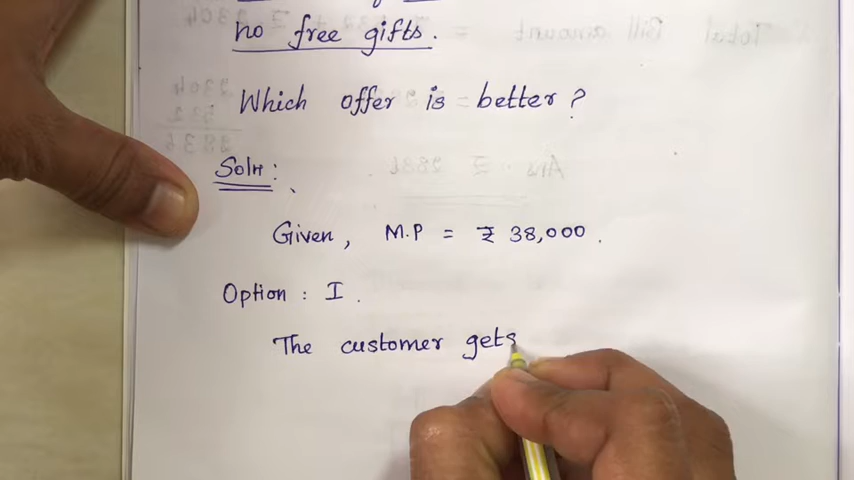 no free gifts.
Which offer is better?
Soln:
Given, M.P = ₹ 38,000.
Option : I.
The customer gets